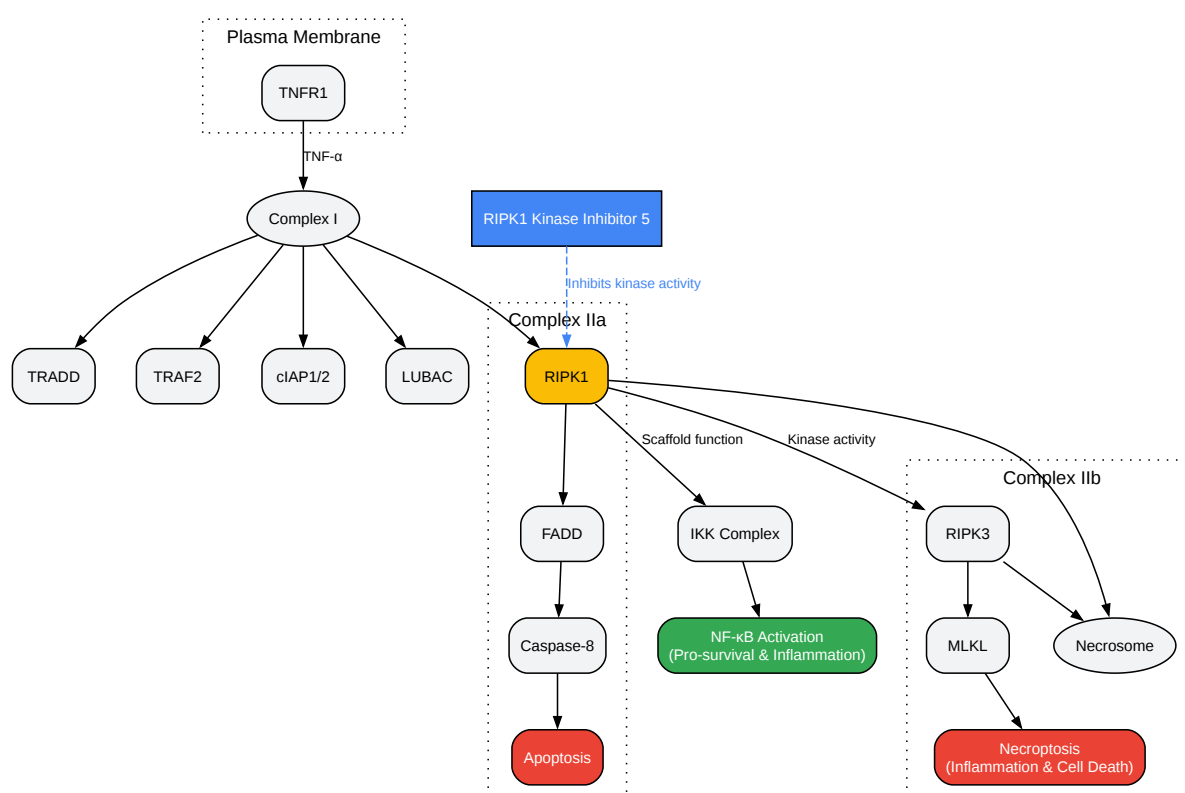 Plasma Membrane
TNFR1
TNF-α
Complex I
RIPK1 Kinase Inhibitor 5
Inhibits kinase activity
Complex IIa
TRADD
TRAF2
cIAP1/2
LUBAC
RIPK1
Scaffold function
Kinase activity
Complex IIb
FADD
IKK Complex
RIPK3
Caspase-8
NF-κB Activation
(Pro-survival & Inflammation)
MLKL
Necrosome
Apoptosis
Necroptosis
(Inflammation & Cell Death)